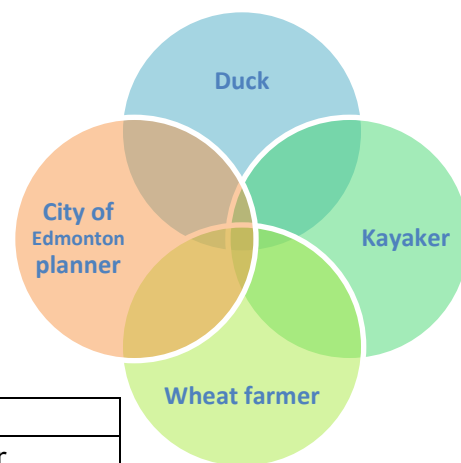 Duck
City of
Edmonton
planner
Kayaker
Wheat farmer
r